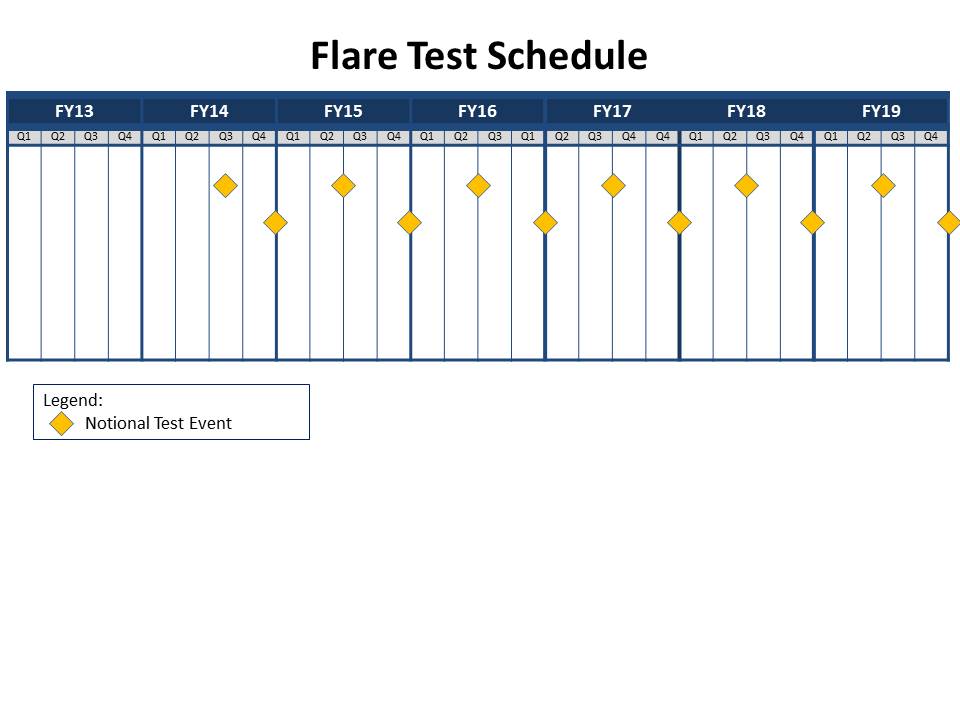 Flare Test Schedule
FY13 FY14 FY15 FY16 FY17 FY18 FY19
Q1 Q2 Q3 Q4 Q1 Q2 Q3 Q4 Q1 Q2 Q3 Q4 Q1 Q2 Q3 Q1 Q2 Q3 Q4 Q4 Q1 Q2 Q3 Q4 Q1 Q2 Q3 Q4
Legend:
Notional Test Event